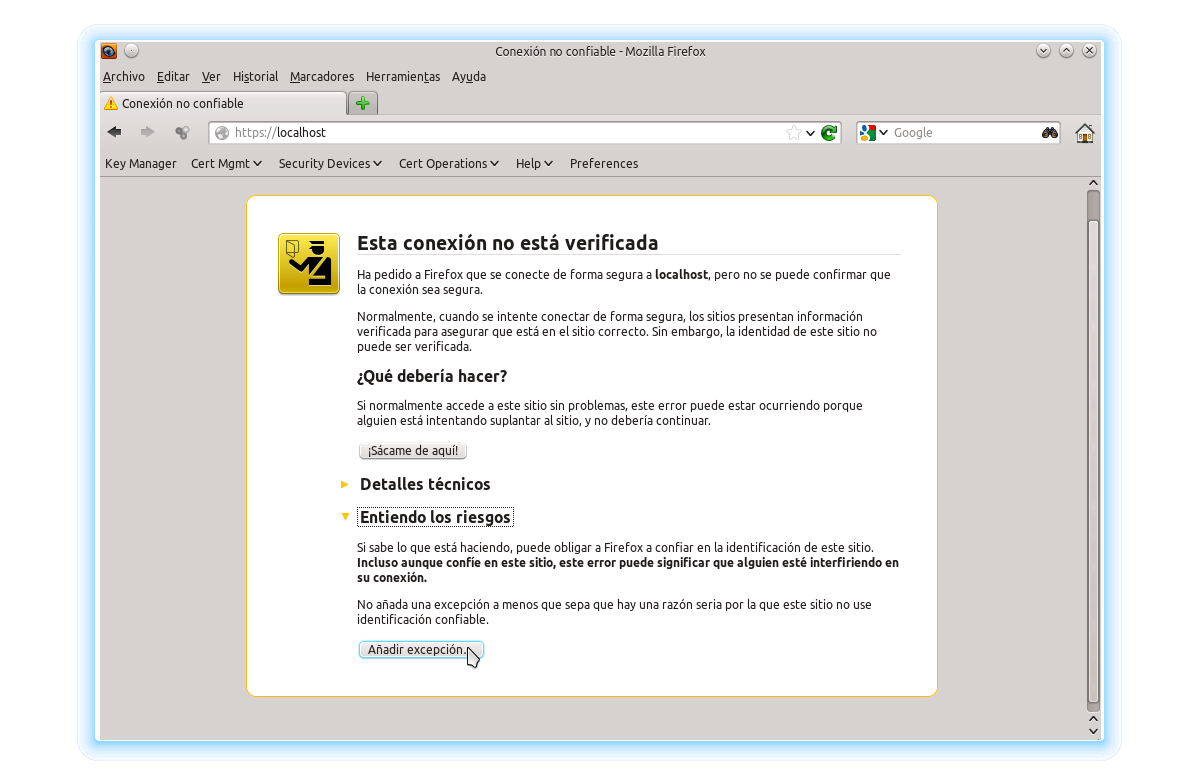 Conexión no confiable - Mozilla Firefox
Archivo Editar Ver Historial Marcadores Herramientas Ayuda
Conexión no confiable
https://localhost
Google
Key Manager Cert Mgmt Security Devices Cert Operations Help Preferences
Esta conexión no está verificada
Ha pedido a Firefox que se conecte de forma segura a localhost, pero no se puede confirmar que
la conexión sea segura.
Normalmente, cuando se intente conectar de forma segura, los sitios presentan información
verificada para asegurar que está en el sitio correcto. Sin embargo, la identidad de este sitio no
puede ser verificada.
¿Qué debería hacer?
Si normalmente accede a este sitio sin problemas, este error puede estar ocurriendo porque
alguien está intentando suplantar al sitio, y no debería continuar.
¡Sácame de aquí!
Detalles técnicos
Entiendo los riesgos
Si sabe lo que está haciendo, puede obligar a Firefox a confiar en la identificación de este sitio.
Incluso aunque confíe en este sitio, este error puede significar que alguien esté interfiriendo en
su conexión.
No añada una excepción a menos que sepa que hay una razón seria por la que este sitio no use
identificación confiable.
Añadir excepción.